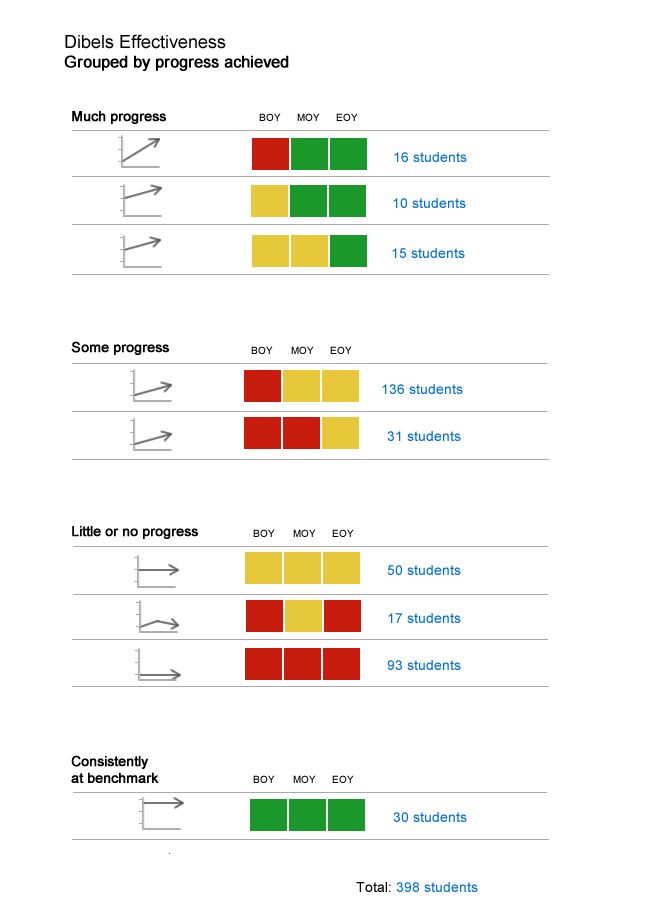 Dibels Effectiveness
Grouped by progress achieved
Much progress BOY MOY EOY
16 students
10 students
15 students
Some progress BOY MOY EOY
136 students
31 students
Little or no progress BOY MOY EOY
50 students
17 students
93 students
Consistently
at benchmark BOY MOY EOY
30 students
Total: 398 students